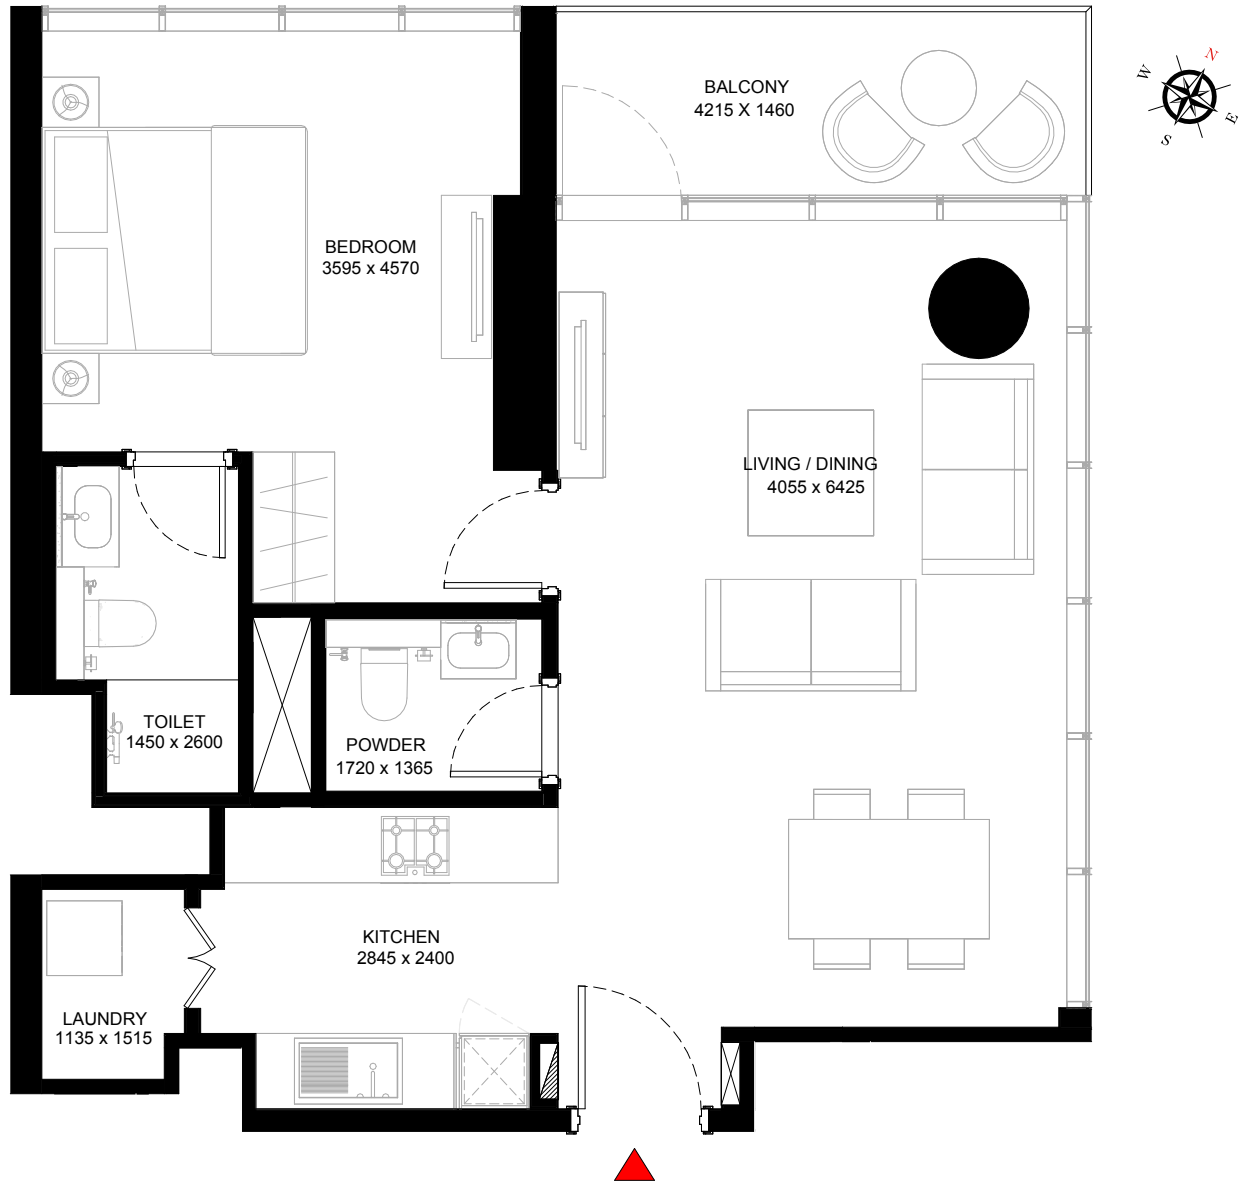 BALCONY
4215 X 1460
N
W
E
S
BEDROOM
3595 x 4570
LIVING / DINING
4055 x 6425
TOILET
1450 x 2600
POWDER
1720 x 1365
KITCHEN
2845 x 2400
LAUNDRY
1135 x 1515